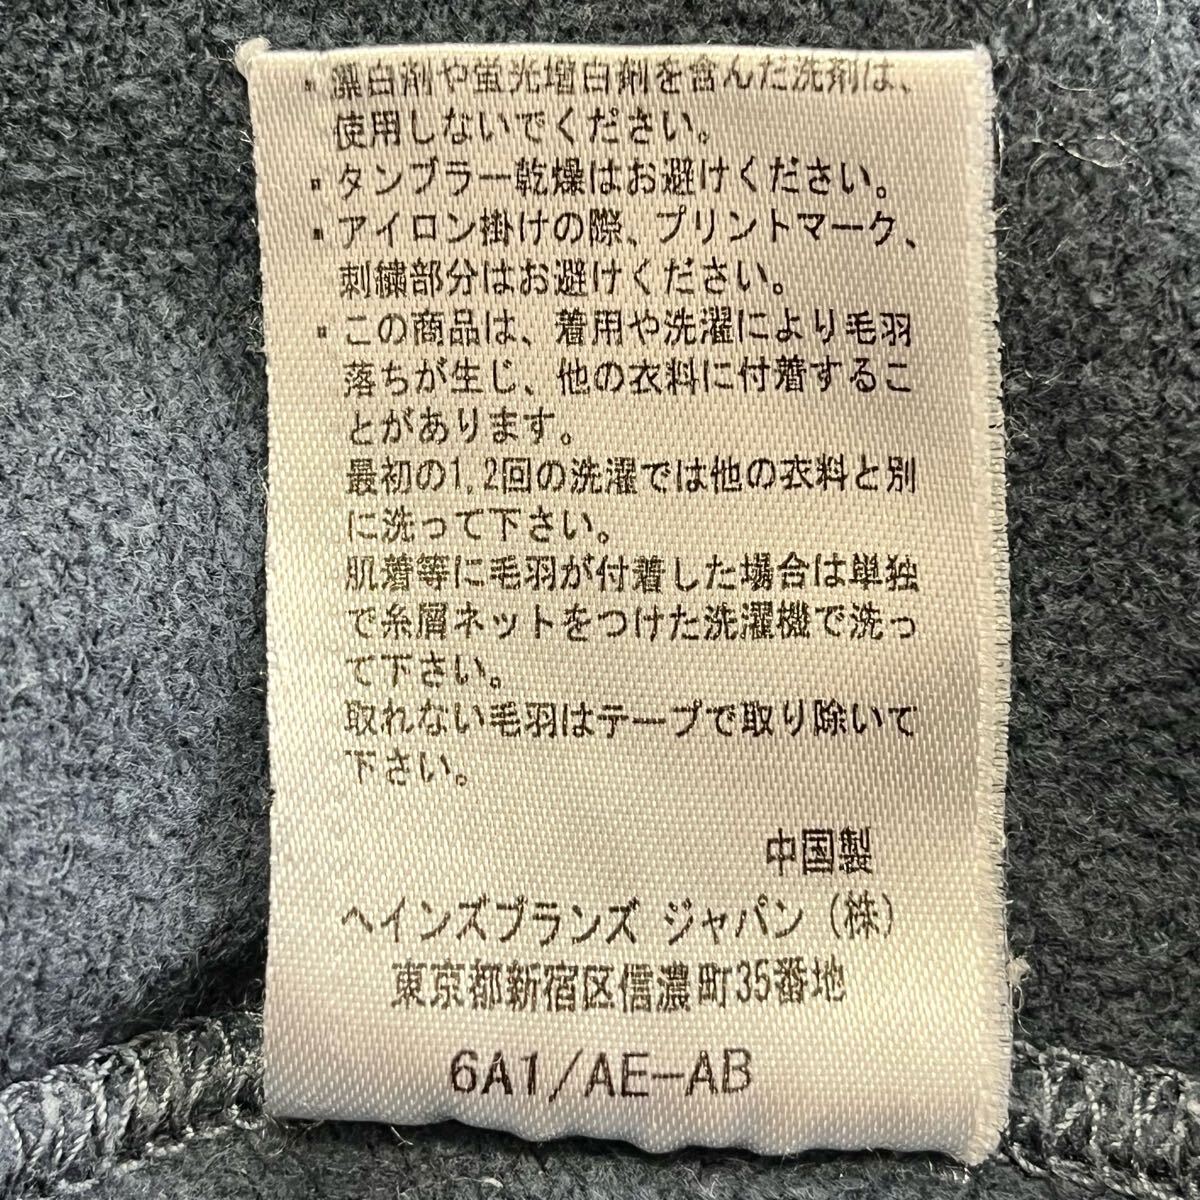 ▪漂白剤や蛍光増白剤を含んだ洗剤は、
使用しないでください。
▪タンブラー乾燥はお避けください。
▪アイロン掛けの際、プリントマーク、
刺繍部分はお避けください。
▪この商品は、着用や洗濯により毛羽
落ちが生じ、他の衣料に付着するこ
とがあります。
最初の1,2回の洗濯では他の衣料と別
に洗って下さい。
肌着等に毛羽が付着した場合は単独
で糸屑ネットをつけた洗濯機で洗っ
て下さい。
取れない毛羽はテープで取り除いて
下さい。
中国製
ヘインズブランズ ジャパン(株)
東京都新宿区信濃町35番地
6A1/AE-AB